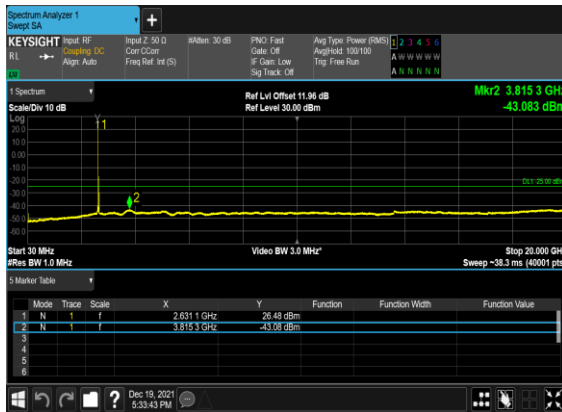 Spectrum Analyzer 1
Swept SA
+
KEYSIGHT Input: RF Input Z: 50 Ω #Atten: 30 dB PNO: Fast Avg Type: Power (RMS) 1 2 3 4 5 6
RL Coupling: DC Corr CCorr Gate: Off Avg|Hold: 100/100 A W W W W W
Align: Auto Freq Ref: Int (S) IF Gain: Low Trig: Free Run
Sig Track: Off A N N N N N
1 Spectrum Ref Lvl Offset 11.96 dB Mkr2 3.815 3 GHz
Scale/Div 10 dB Ref Level 30.00 dBm -43.083 dBm
Log
20.0
10.0
0.00
-10.0
-20.0
-30.0
-40.0
-50.0
-60.0
1
2
DL1 -25.00 dBm
Start 30 MHz Video BW 3.0 MHz* Stop 20.000 GHz
#Res BW 1.0 MHz Sweep ~38.3 ms (40001 pts)
5 Marker Table
Mode Trace Scale X Y Function Function Width Function Value
1 N 1 f 2.631 1 GHz 26.48 dBm
2 N 1 f 3.815 3 GHz -43.08 dBm
3
4
5
6
? Dec 19, 2021
5:33:43 PM